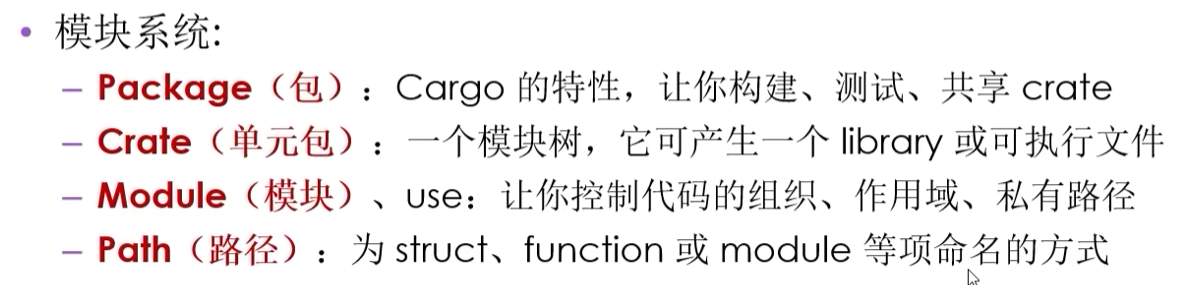 • 模块系统:
– Package（包）：Cargo 的特性，让你构建、测试、共享 crate
– Crate（单元包）：一个模块树，它可产生一个 library 或可执行文件
– Module（模块）、use：让你控制代码的组织、作用域、私有路径
– Path（路径）：为 struct、function 或 module 等项命名的方式